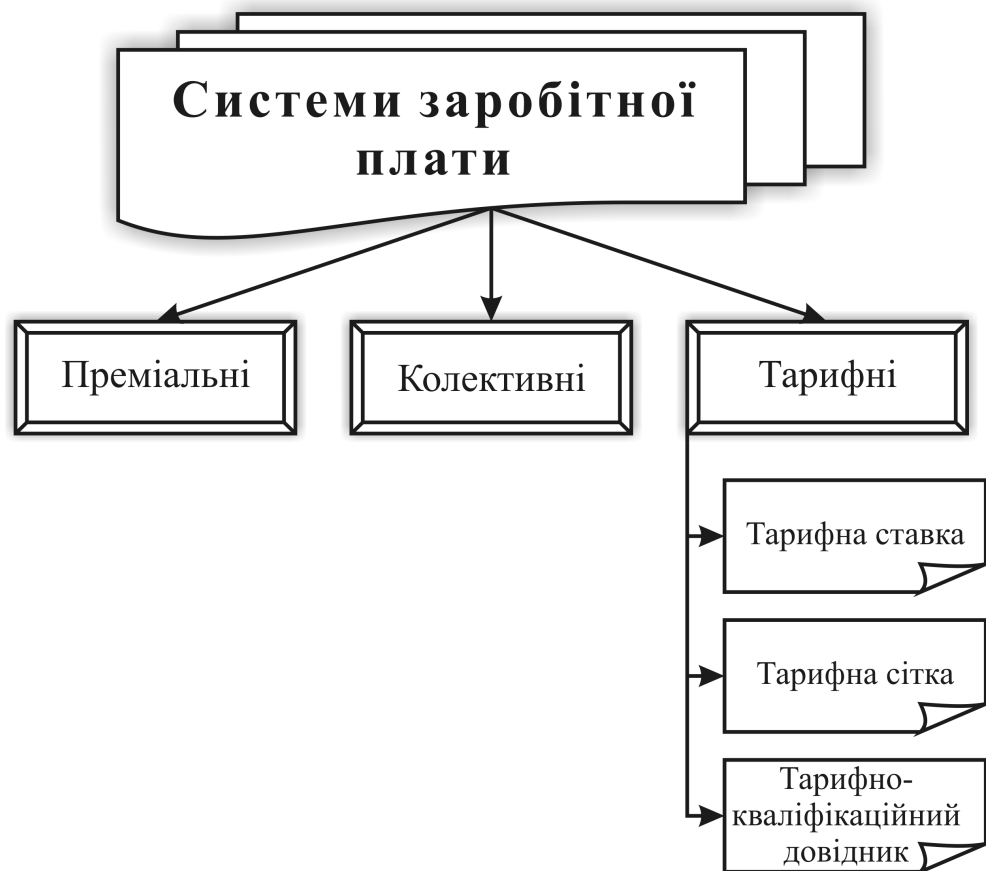 Системи заробітної
плати
Преміальні
Колективні
Тарифні
Тарифна ставка
Тарифна сітка
Тарифно-
кваліфікаційний
довідник